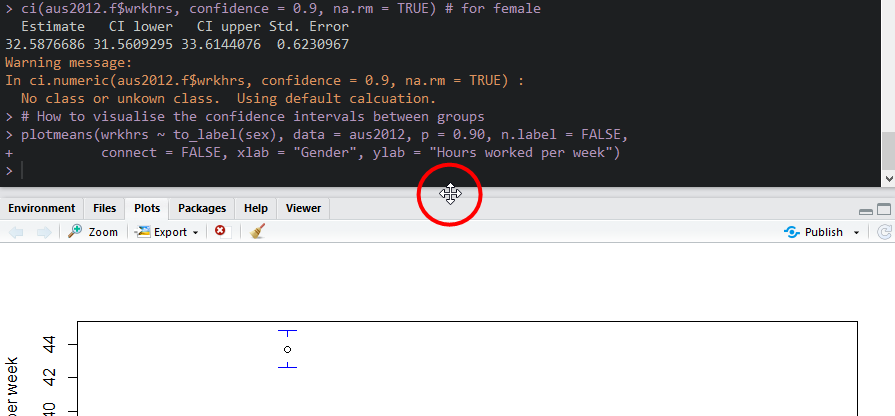 > ci(aus2012.f$wrkhrs, confidence = 0.9, na.rm = TRUE) # for female
  Estimate   CI lower   CI upper Std. Error
32.5876686 31.5609295 33.6144076  0.6230967
Warning message:
In ci.numeric(aus2012.f$wrkhrs, confidence = 0.9, na.rm = TRUE) :
  No class or unkown class.  Using default calcuation.
> # How to visualise the confidence intervals between groups
> plotmeans(wrkhrs ~ to_label(sex), data = aus2012, p = 0.90, n.label = FALSE,
+           connect = FALSE, xlab = "Gender", ylab = "Hours worked per week")
>
Environment Files Plots Packages Help Viewer
Zoom Export Publish
44
42
40
per week